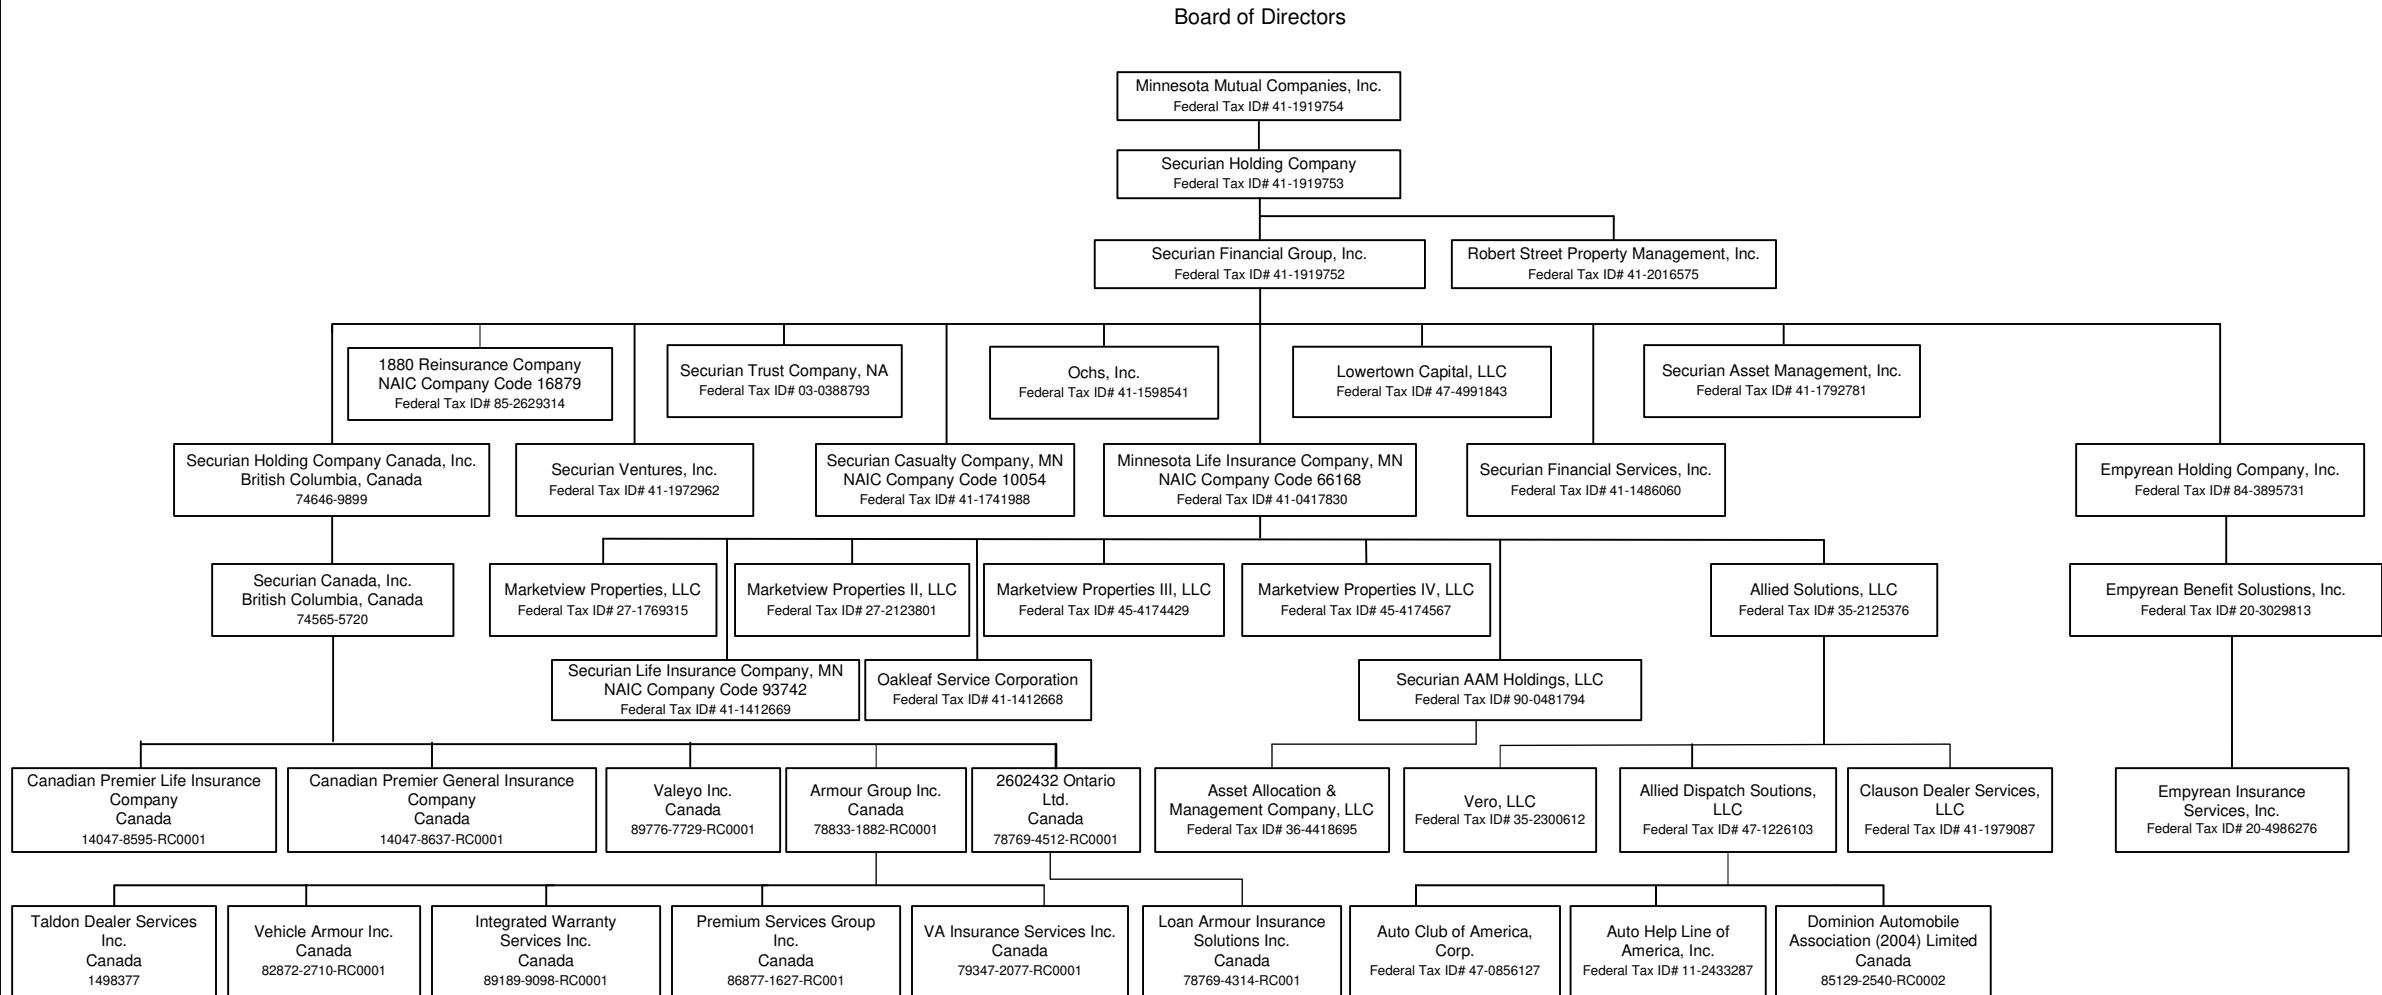 Board of Directors
Minnesota Mutual Companies, Inc.
Federal Tax ID# 41-1919754
Securian Holding Company
Federal Tax ID# 41-1919753
Securian Financial Group, Inc.
Federal Tax ID# 41-1919752
Robert Street Property Management, Inc.
Federal Tax ID# 41-2016575
1880 Reinsurance Company
NAIC Company Code 16879
Federal Tax ID# 85-2629314
Securian Trust Company, NA
Federal Tax ID# 03-0388793
Ochs, Inc.
Federal Tax ID# 41-1598541
Lowertown Capital, LLC
Federal Tax ID# 47-4991843
Securian Asset Management, Inc.
Federal Tax ID# 41-1792781
Securian Holding Company Canada, Inc.
British Columbia, Canada
74646-9899
Securian Ventures, Inc.
Federal Tax ID# 41-1972962
Securian Casualty Company, MN
NAIC Company Code 10054
Federal Tax ID# 41-1741988
Minnesota Life Insurance Company, MN
NAIC Company Code 66168
Federal Tax ID# 41-0417830
Securian Financial Services, Inc.
Federal Tax ID# 41-1486060
Empyrean Holding Company, Inc.
Federal Tax ID# 84-3895731
Securian Canada, Inc.
British Columbia, Canada
74565-5720
Marketview Properties, LLC
Federal Tax ID# 27-1769315
Marketview Properties II, LLC
Federal Tax ID# 27-2123801
Marketview Properties III, LLC
Federal Tax ID# 45-4174429
Marketview Properties IV, LLC
Federal Tax ID# 45-4174567
Allied Solutions, LLC
Federal Tax ID# 35-2125376
Empyrean Benefit Solustions, Inc.
Federal Tax ID# 20-3029813
Securian Life Insurance Company, MN
NAIC Company Code 93742
Federal Tax ID# 41-1412669
Oakleaf Service Corporation
Federal Tax ID# 41-1412668
Securian AAM Holdings, LLC
Federal Tax ID# 90-0481794
Canadian Premier Life Insurance
Company
Canada
14047-8595-RC0001
Canadian Premier General Insurance
Company
Canada
14047-8637-RC0001
Valeyo Inc.
Canada
89776-7729-RC0001
Armour Group Inc.
Canada
78833-1882-RC0001
2602432 Ontario
Ltd.
Canada
78769-4512-RC0001
Asset Allocation &
Management Company, LLC
Federal Tax ID# 36-4418695
Vero, LLC
Federal Tax ID# 35-2300612
Allied Dispatch Soutions,
LLC
Federal Tax ID# 47-1226103
Clauson Dealer Services,
LLC
Federal Tax ID# 41-1979087
Empyrean Insurance
Services, Inc.
Federal Tax ID# 20-4986276
Taldon Dealer Services
Inc.
Canada
1498377
Vehicle Armour Inc.
Canada
82872-2710-RC0001
Integrated Warranty
Services Inc.
Canada
89189-9098-RC0001
Premium Services Group
Inc.
Canada
86877-1627-RC001
VA Insurance Services Inc.
Canada
79347-2077-RC0001
Loan Armour Insurance
Solutions Inc.
Canada
78769-4314-RC001
Auto Club of America,
Corp.
Federal Tax ID# 47-0856127
Auto Help Line of
America, Inc.
Federal Tax ID# 11-2433287
Dominion Automobile
Association (2004) Limited
Canada
85129-2540-RC0002